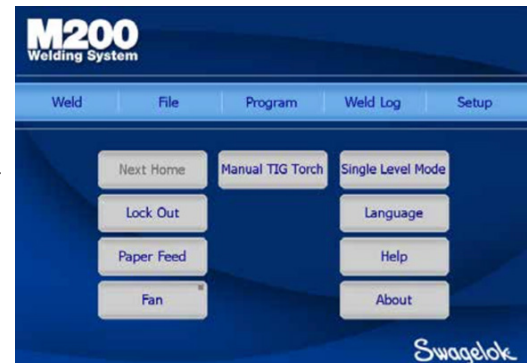 M200
Welding System
Weld File Program Weld Log Setup
Next Home Manual TIG Torch Single Level Mode
Lock Out Language
Paper Feed Help
Fan About
Swagelok